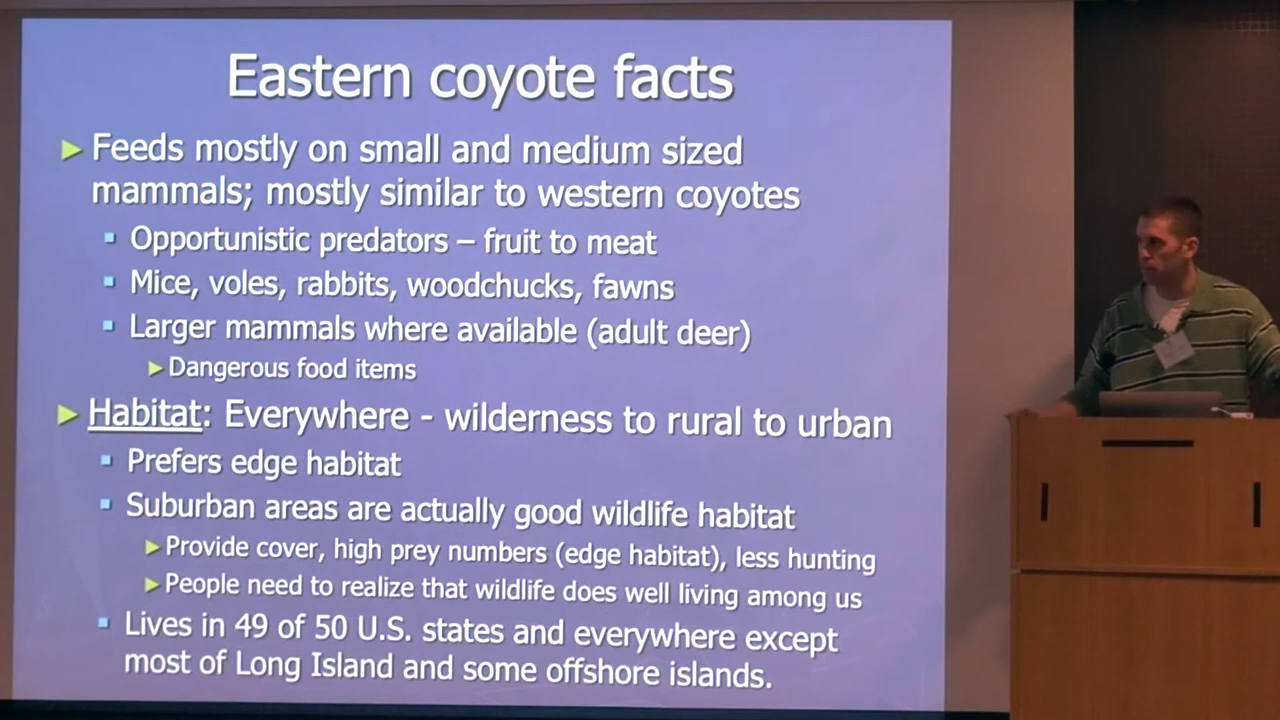 Eastern coyote facts
Feeds mostly on small and medium sized
mammals; mostly similar to western coyotes
Opportunistic predators – fruit to meat
Mice, voles, rabbits, woodchucks, fawns
Larger mammals where available (adult deer)
Dangerous food items
Habitat: Everywhere - wilderness to rural to urban
Prefers edge habitat
Suburban areas are actually good wildlife habitat
Provide cover, high prey numbers (edge habitat), less hunting
People need to realize that wildlife does well living among us
Lives in 49 of 50 U.S. states and everywhere except
most of Long Island and some offshore islands.